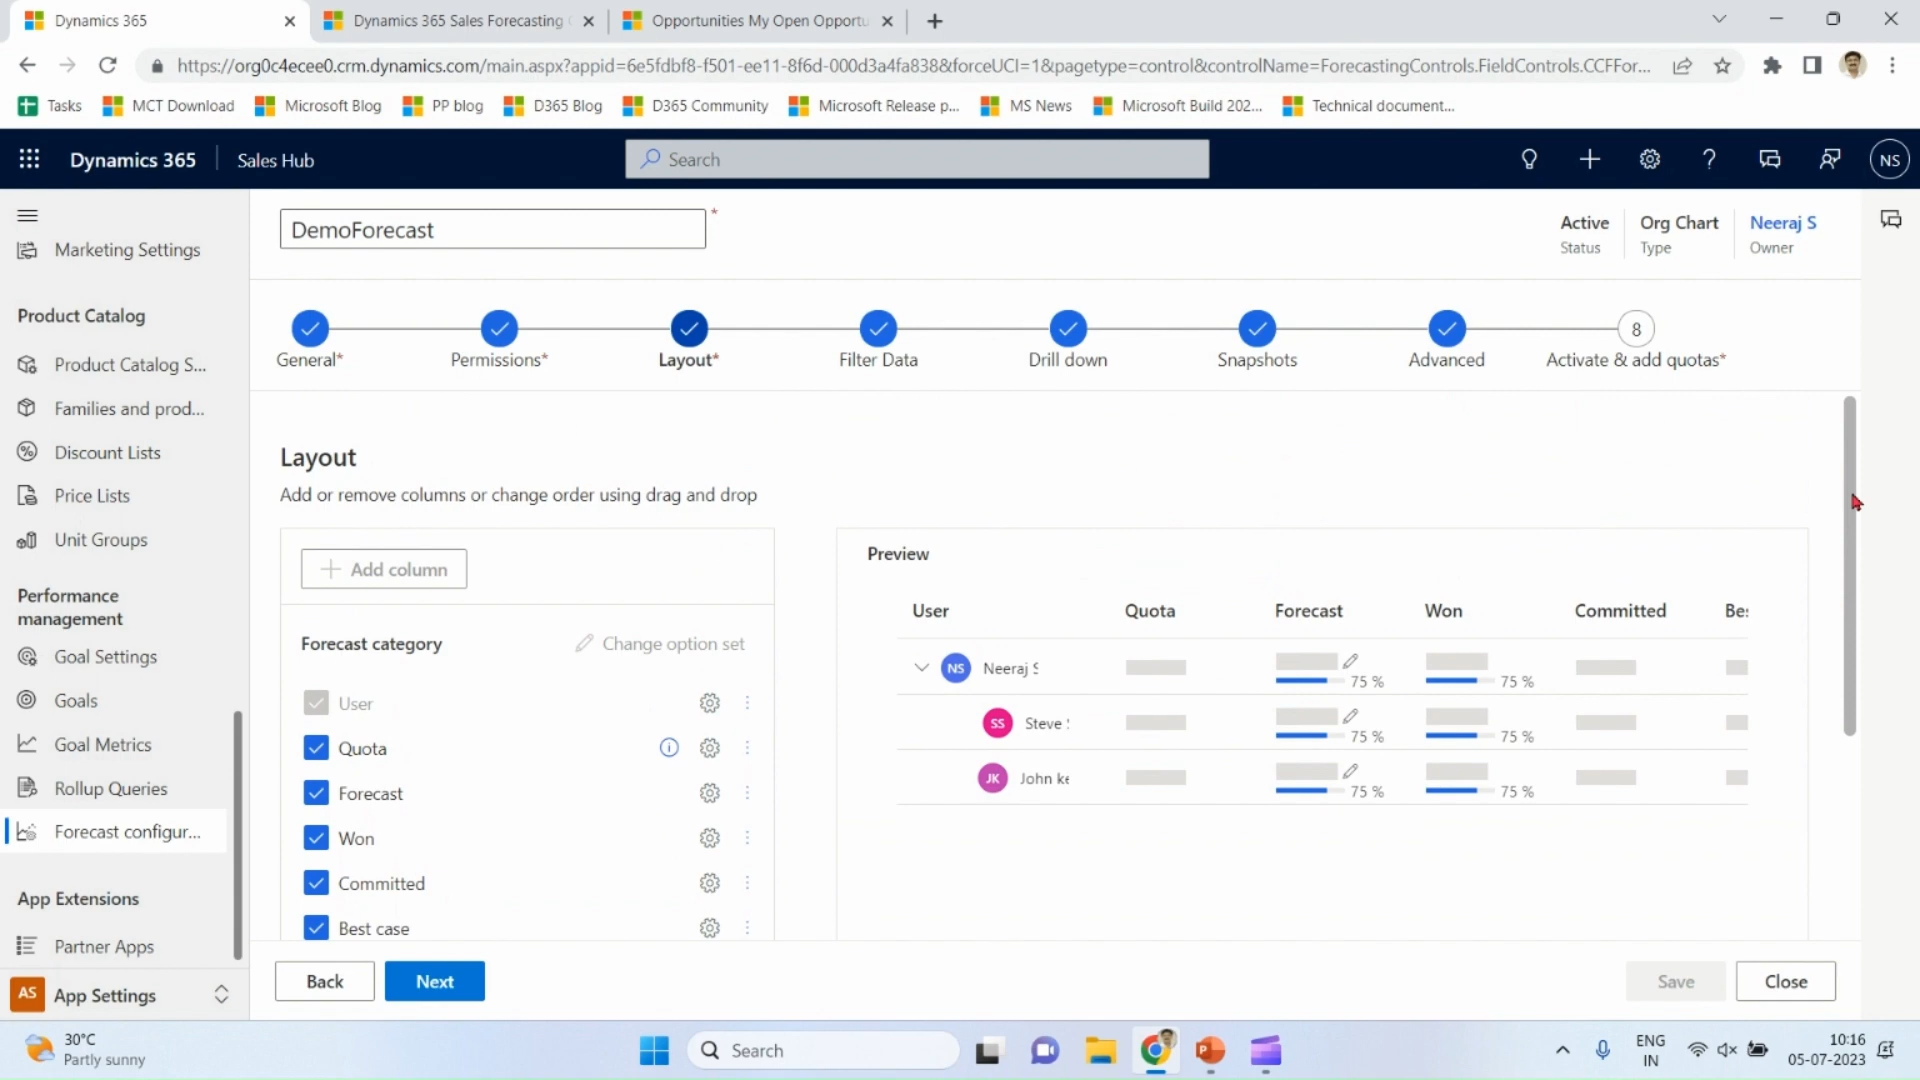 Dynamics 365
Dynamics 365 Sales Forecasting
Opportunities My Open Opportu
https://org0c4ecee0.crm.dynamics.com/main.aspx?appid=6e5fdbf8-f501-ee11-8f6d-000d3a4fa838&forceUCI=1&pagetype=control&controlName=ForecastingControls.FieldControls.CCFFor...
Tasks
MCT Download
Microsoft Blog
PP blog
D365 Blog
D365 Community
Microsoft Release p...
MS News
Microsoft Build 202...
Technical document...
Dynamics 365
Sales Hub
Search
NS
Marketing Settings
Product Catalog
Product Catalog S...
Families and prod...
Discount Lists
Price Lists
Unit Groups
Performance
management
Goal Settings
Goals
Goal Metrics
Rollup Queries
Forecast configur...
App Extensions
Partner Apps
AS App Settings
DemoForecast *
Active
Status
Org Chart
Type
Neeraj S
Owner
General*
Permissions*
Layout*
Filter Data
Drill down
Snapshots
Advanced
8
Activate & add quotas*
Layout
Add or remove columns or change order using drag and drop
Add column
Forecast category
Change option set
User
Quota
Forecast
Won
Committed
Best case
Preview
User Quota Forecast Won Committed Bes
NS Neeraj S 75 % 75 %
SS Steve S 75 % 75 %
JK John ke 75 % 75 %
Back
Next
Save
Close
30°C
Partly sunny
Search
ENG
IN
10:16
05-07-2023